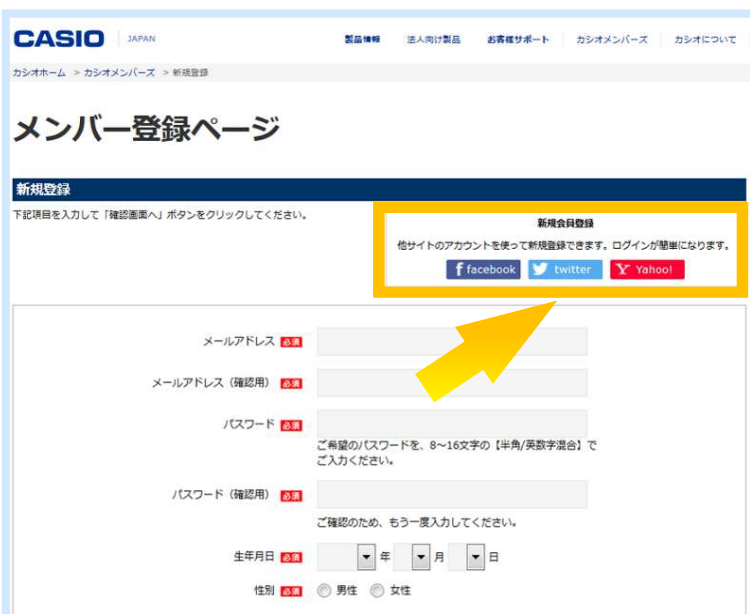 CASIO JAPAN 製品情報 法人向け製品 お客様サポート カシオメンバーズ カシオについて
カシオホーム > カシオメンバーズ > 新規登録
メンバー登録ページ
新規登録
下記項目を入力して「確認画面へ」ボタンをクリックしてください。
新規会員登録
他サイトのアカウントを使って新規登録できます。ログインが簡単になります。
f facebook twitter Y Yahoo!
メールアドレス 必須
メールアドレス（確認用） 必須
パスワード 必須
ご希望のパスワードを、8～16文字の【半角/英数字混合】で
ご入力ください。
パスワード（確認用） 必須
ご確認のため、もう一度入力してください。
生年月日 必須 年 月 日
性別 必須 男性 女性